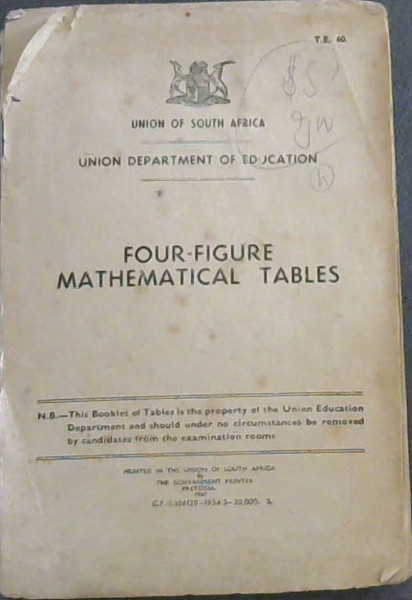 T.E. 60.
UNION OF SOUTH AFRICA
UNION DEPARTMENT OF EDUCATION
FOUR-FIGURE
MATHEMATICAL TABLES
N.B.—This Booklet of Tables is the property of the Union Education
Department and should under no circumstances be removed
by candidates from the examination rooms
PRINTED IN THE UNION OF SOUTH AFRICA
by
THE GOVERNMENT PRINTER
PRETORIA